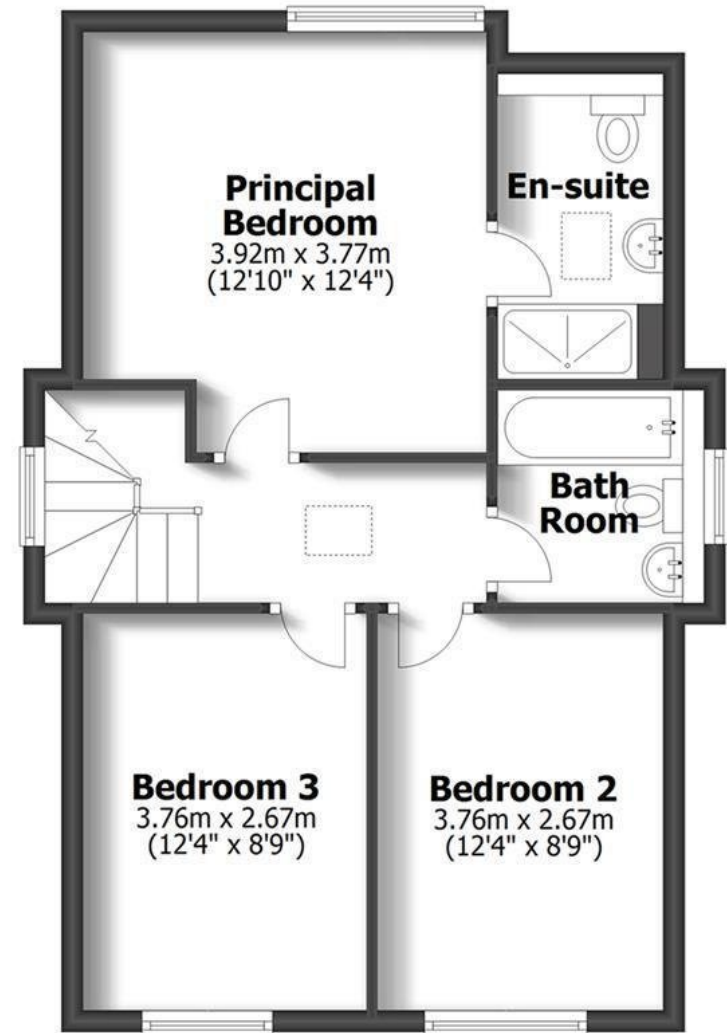 Principal
Bedroom
3.92m x 3.77m
(12'10" x 12'4")
En-suite
Bath
Room
Bedroom 3
3.76m x 2.67m
(12'4" x 8'9")
Bedroom 2
3.76m x 2.67m
(12'4" x 8'9")